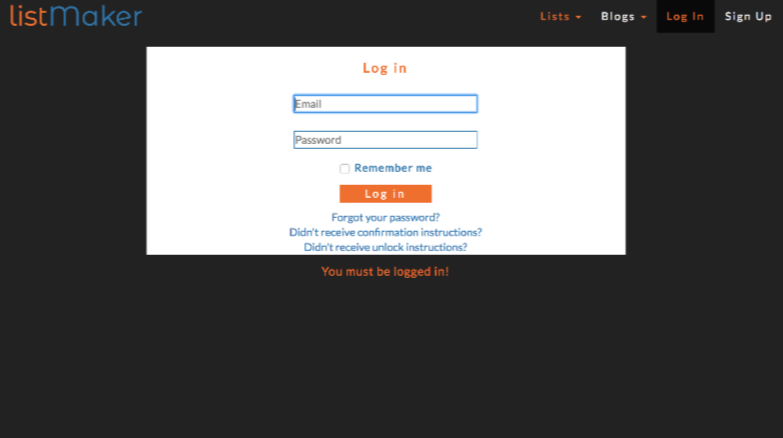 listMaker
Lists Blogs Log In Sign Up
Log in
Email
Password
Remember me
Log in
Forgot your password?
Didn't receive confirmation instructions?
Didn't receive unlock instructions?
You must be logged in!